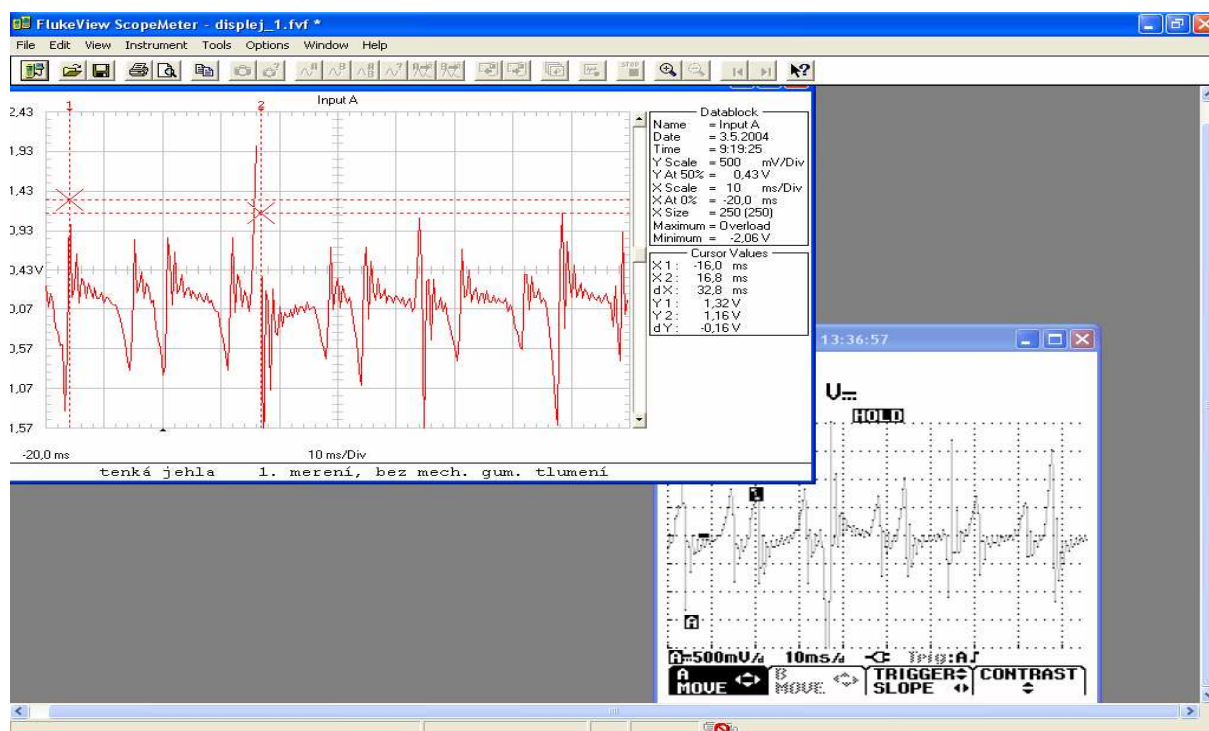 FlukeView ScopeMeter - displej_1.fvf *
File Edit View Instrument Tools Options Window Help
Input A
1 2
2,43
1,93
1,43
0,93
0,43V
0,07
0,57
1,07
1,57
-20,0 ms
10 ms/Div
tenká jehla 1. merení, bez mech. gum. tlumení
Datablock
Name = Input A
Date = 3.5.2004
Time = 9:19:25
Y Scale = 500 mV/Div
Y At 50% = 0,43 V
X Scale = 10 ms/Div
X At 0% = -20,0 ms
X Size = 250 (250)
Maximum = Overload
Minimum = -2,06 V
Cursor Values
X1: -16,0 ms
X2: 16,8 ms
dX: 32,8 ms
Y1: 1,32 V
Y2: 1,16 V
dY: -0,16 V
13:36:57
V
HOLD
A
A=500mV/d 10ms/d Trig:A
A MOVE
B MOVE
TRIGGER SLOPE
CONTRAST